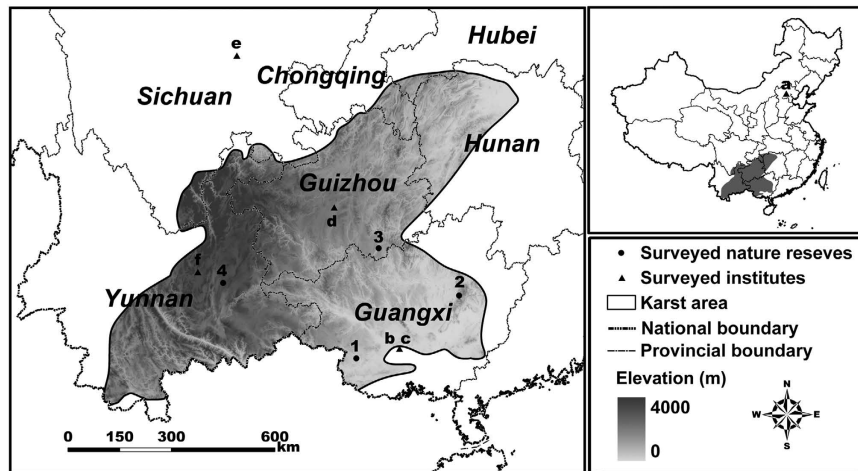 Hubei
e
Chongqing
Sichuan
Hunan
Guizhou
d
3
f
4
2
Yunnan
Guangxi
b c
1
0 150 300 600
km
a
Surveyed nature reseves
Surveyed institutes
Karst area
National boundary
Provincial boundary
Elevation (m)
4000
0
N
W E
S